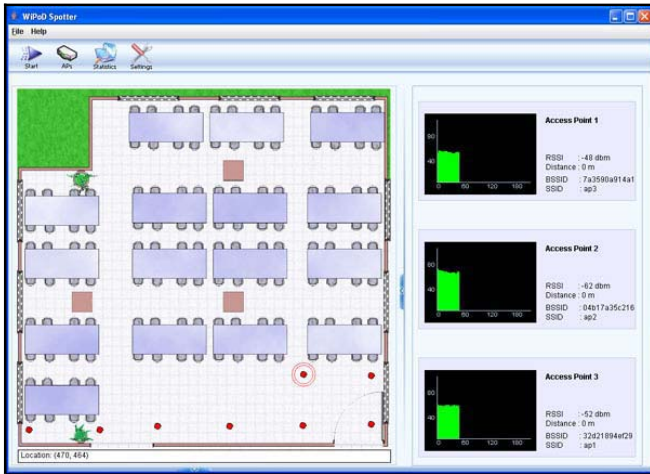 WiPoD Spotter
File Help
Start APs Statistics Settings
Access Point 1
80
40
0 60 120 180
RSSI :-48 dbm
Distance : 0 m
BSSID : 7a3590a914a1
SSID : ap3
Access Point 2
80
40
0 60 120 180
RSSI :-62 dbm
Distance : 0 m
BSSID : 04b17a35c216
SSID : ap2
Access Point 3
80
40
0 60 120 180
RSSI :-52 dbm
Distance : 0 m
BSSID : 32d21894ef29
SSID : ap1
Location: (470, 464)